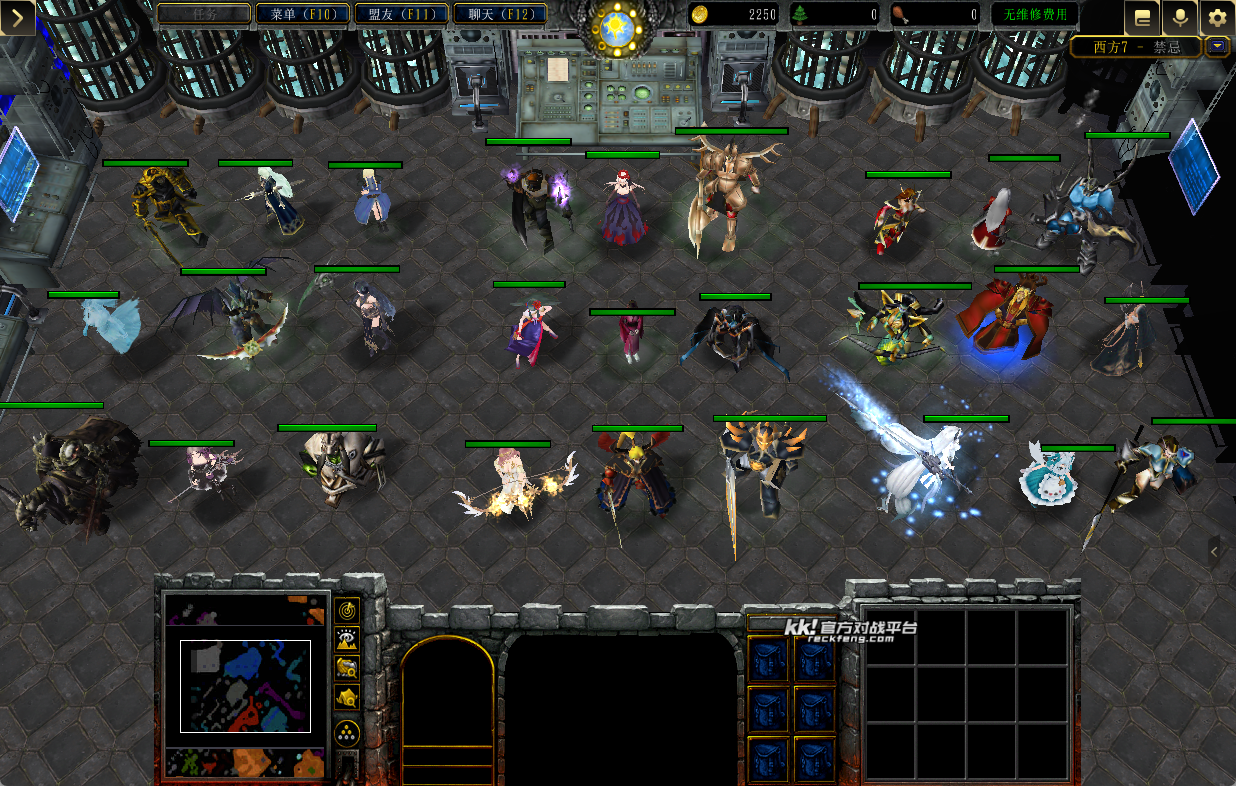 任务
菜单 (F10)
盟友 (F11)
聊天 (F12)
2250
0
0
无维修费用
西方7 - 禁忌
kk! 官方对战平台
reckfeng.com